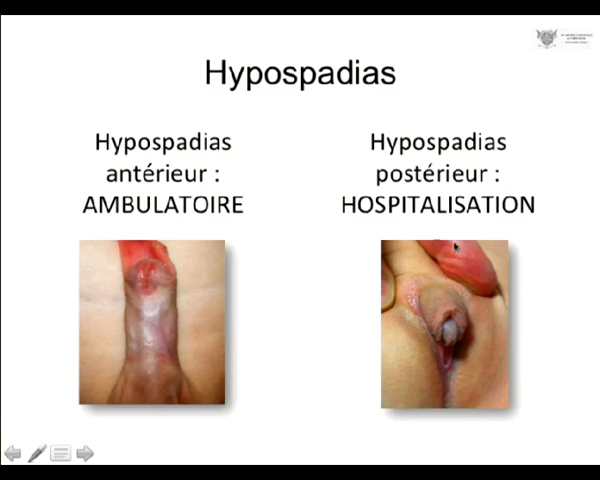 Hypospadias
Hypospadias
antérieur :
AMBULATOIRE
Hypospadias
postérieur :
HOSPITALISATION